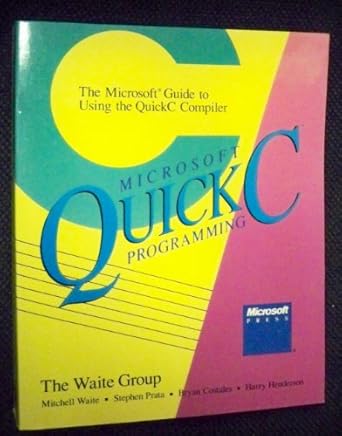 The Microsoft® Guide to
Using the QuickC Compiler
MICROSOFT
QUICKC™
PROGRAMMING
Microsoft®
PRESS
The Waite Group
Mitchell Waite • Stephen Prata • Bryan Costales • Harry Henderson